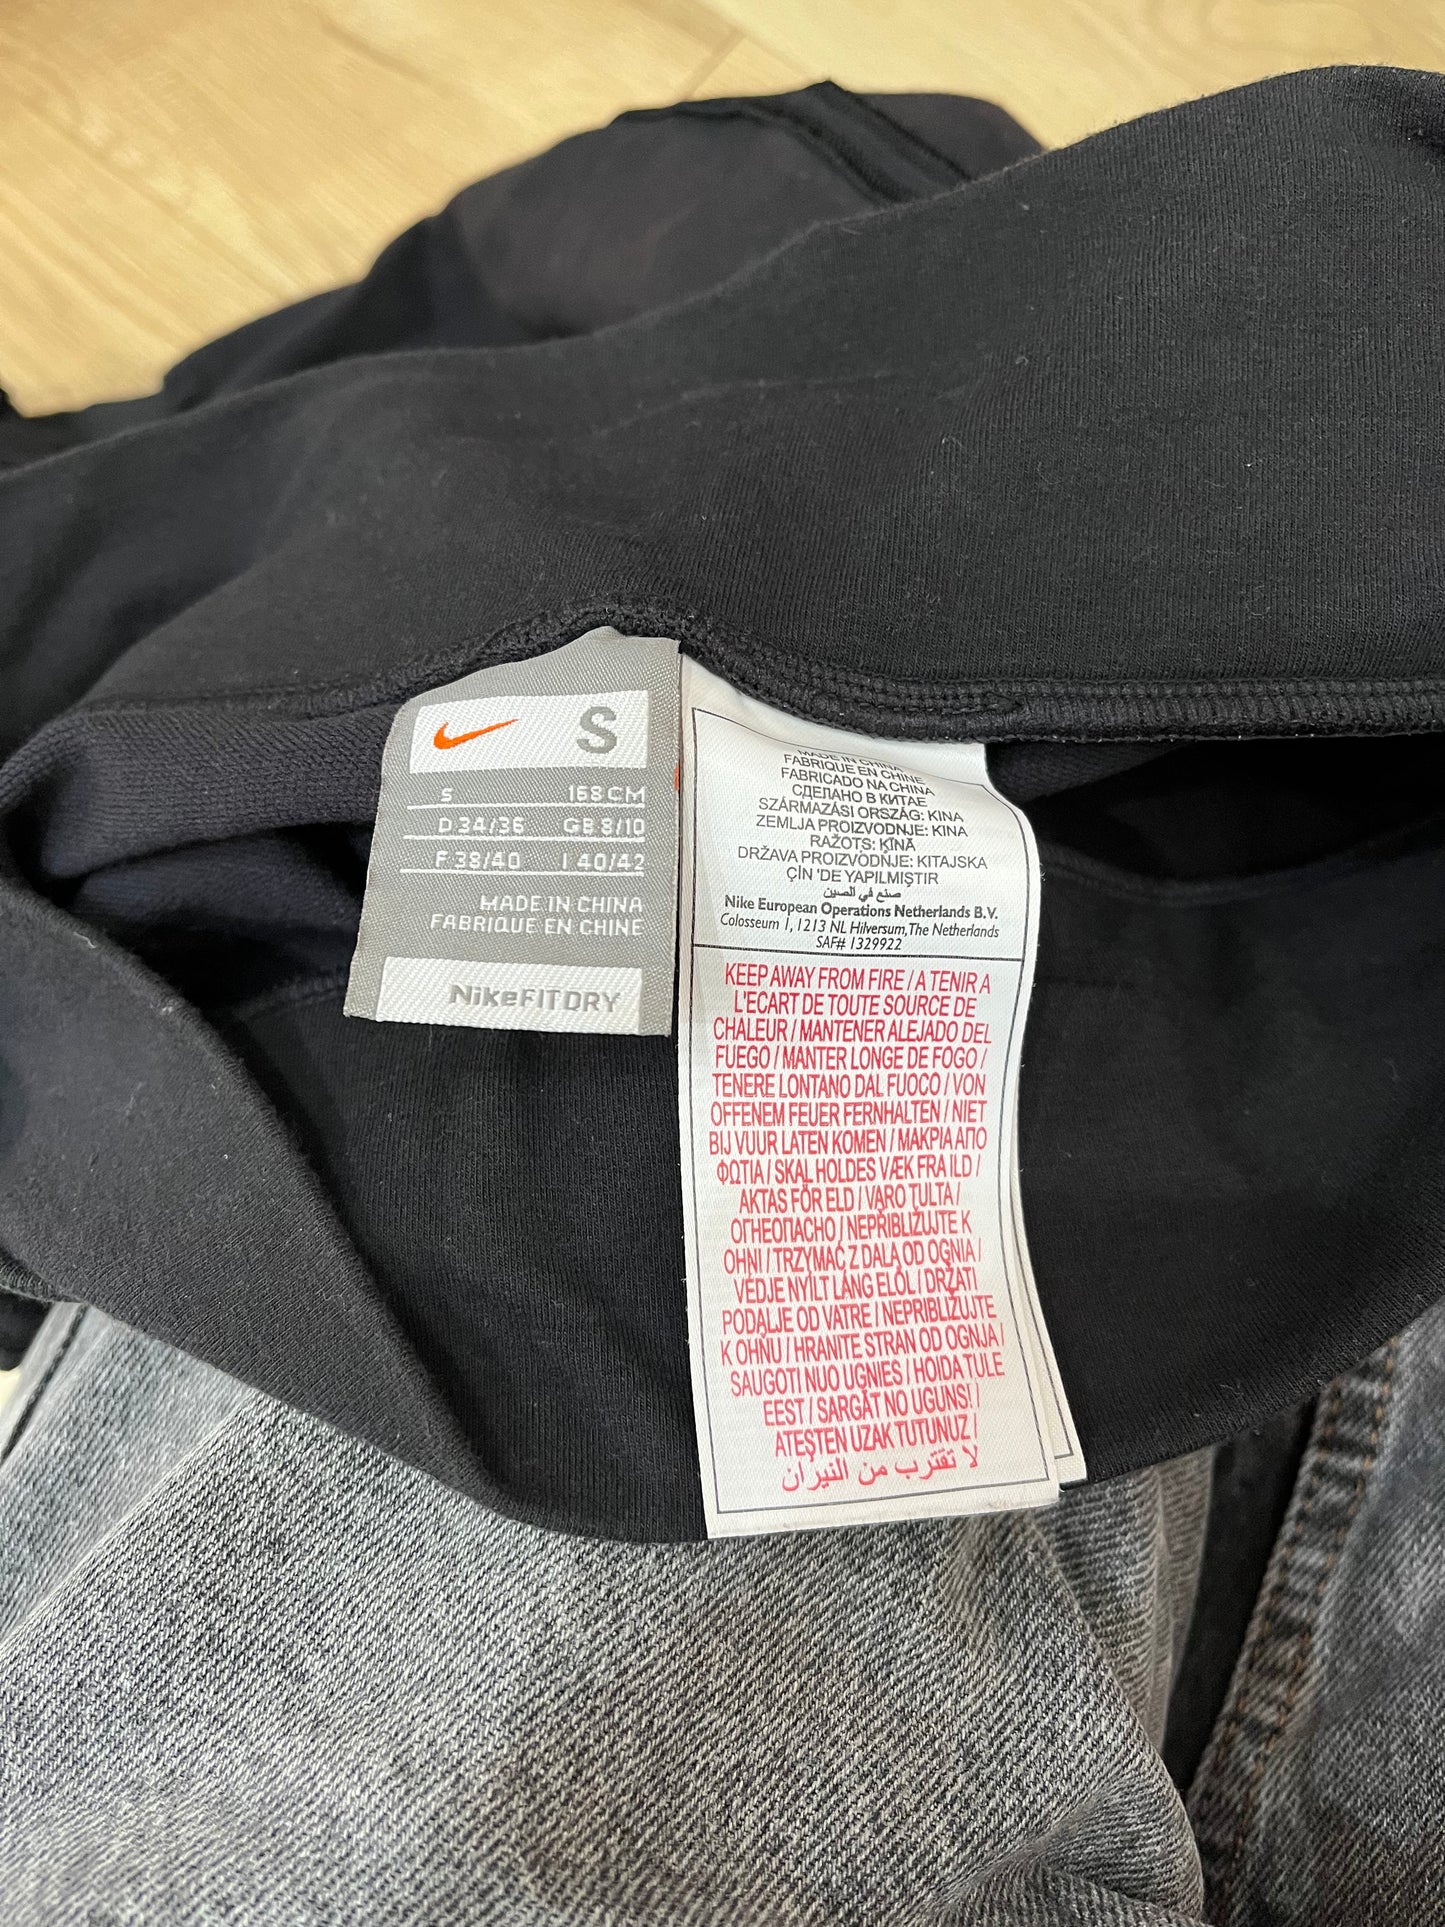 S
S 168 CM
D 34/36 GB 8/10
F 38/40 I 40/42
MADE IN CHINA
FABRIQUE EN CHINE
NikeFITDRY
MADE IN CHINA
FABRIQUE EN CHINE
FABRICADO NA CHINA
СДЕЛАНО В КИТАЕ
SZÁRMAZÁSI ORSZÁG: KINA
ZEMLJA PROIZVODNJE: KINA
RAŽOTS: ĶĪNĀ
DRŽAVA PROIZVODNJE: KITAJSKA
ÇİN 'DE YAPILMIŞTIR
صنع في الصين
Nike European Operations Netherlands B.V.
Colosseum 1, 1213 NL Hilversum, The Netherlands
SAF# 1329922
KEEP AWAY FROM FIRE / A TENIR A
L'ECART DE TOUTE SOURCE DE
CHALEUR / MANTENER ALEJADO DEL
FUEGO / MANTER LONGE DE FOGO /
TENERE LONTANO DAL FUOCO / VON
OFFENEM FEUER FERNHALTEN / NIET
BIJ VUUR LATEN KOMEN / ΜΑΚΡΙΑ ΑΠΟ
ΦΩΤΙΑ / SKAL HOLDES VÆK FRA ILD /
AKTAS FÖR ELD / VARO TULTA /
ОГНЕОПАСНО / NEPŘIBLIŽUJTE K
OHNI / TRZYMAĆ Z DALA OD OGNIA /
VÉDJE NYÍLT LÁNG ELŐL / DRŽATI
PODALJE OD VATRE / NEPRIBLIŽUJTE
K OHŇU / HRANITE STRAN OD OGNJA /
SAUGOTI NUO UGNIES / HOIDA TULE
EEST / SARGĀT NO UGUNS! /
ATEŞTEN UZAK TUTUNUZ /
لا تقترب من النيران